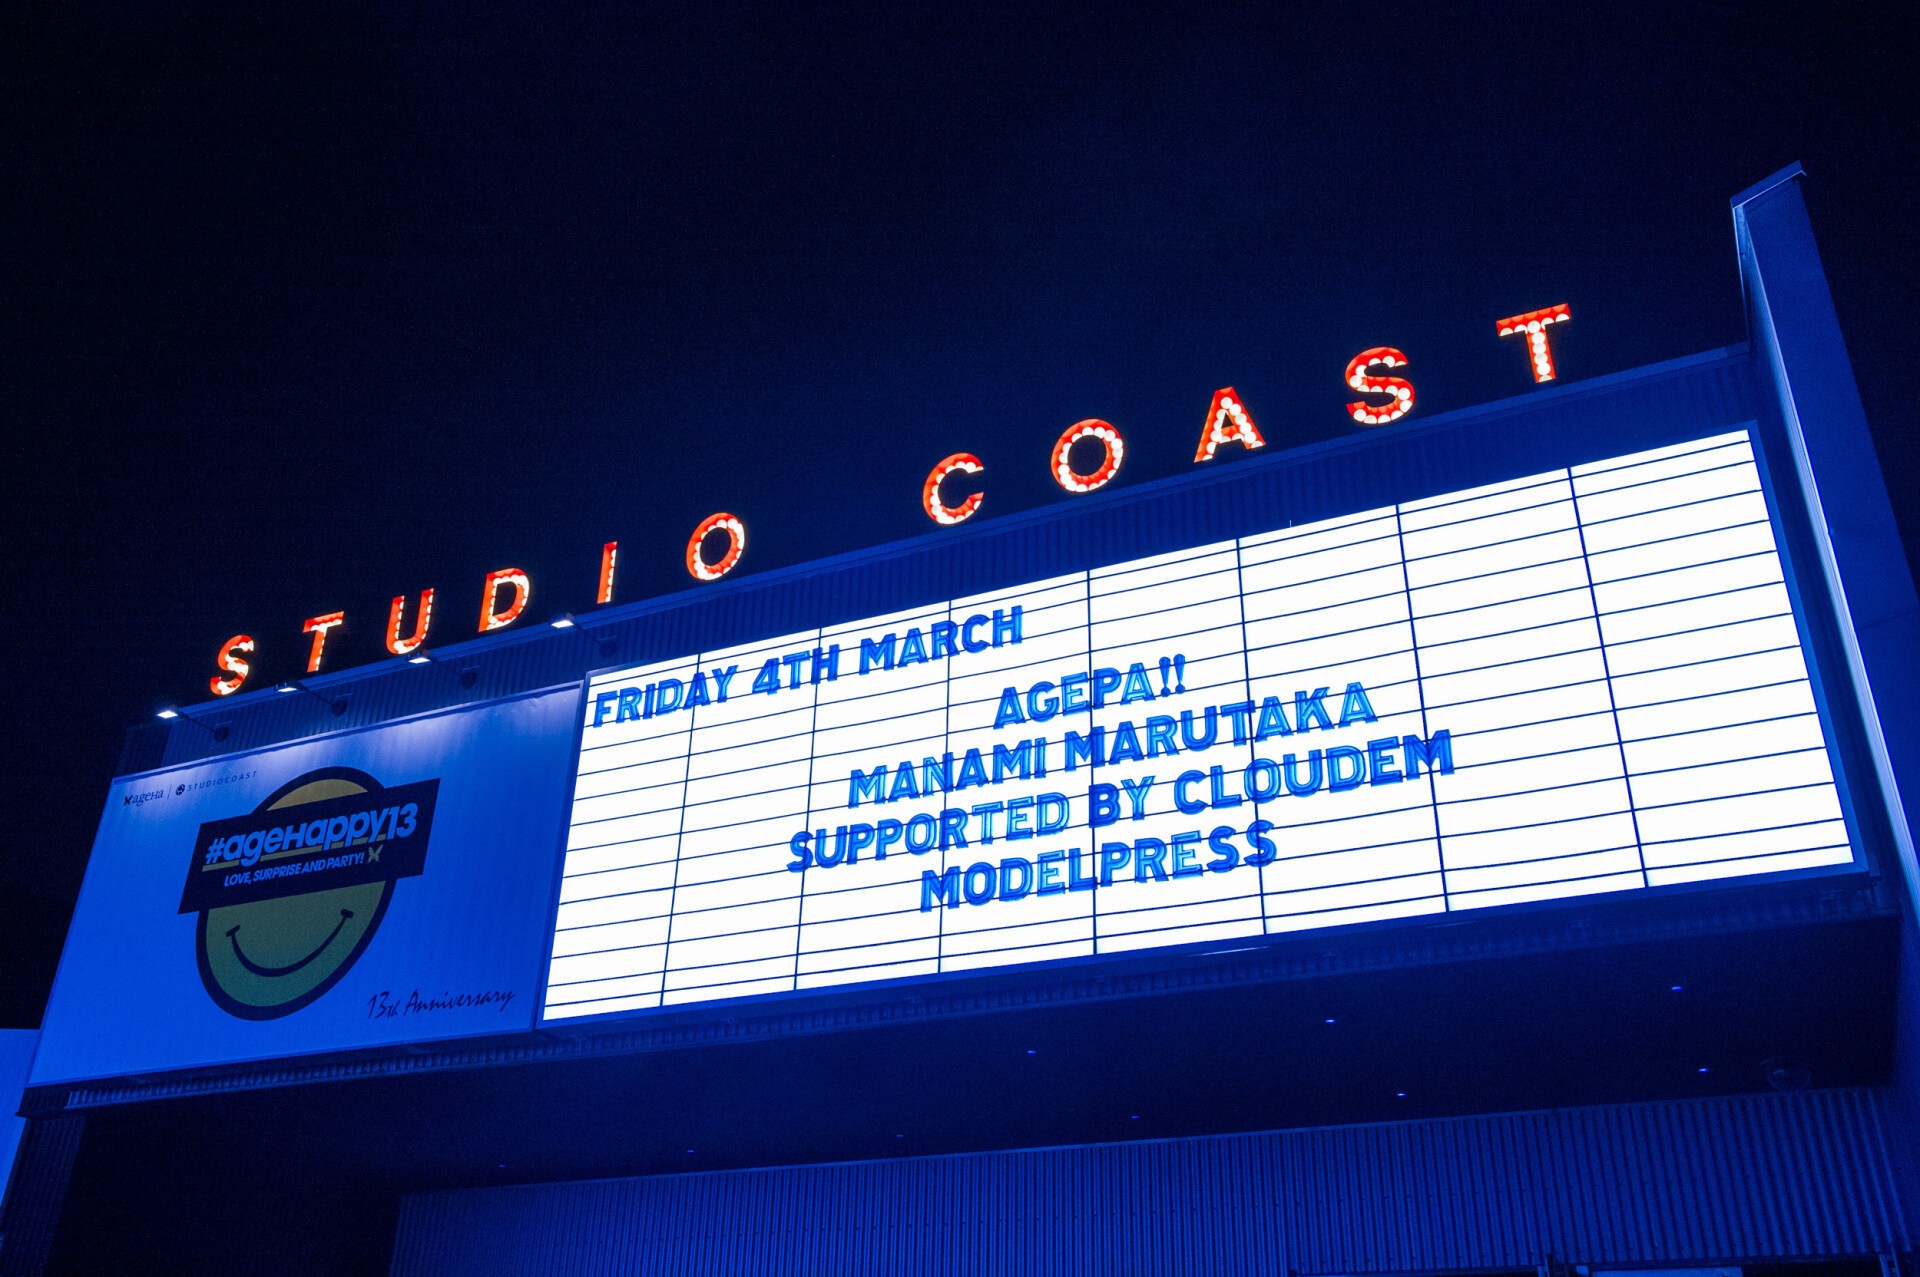 STUDIO COAST
FRIDAY 4TH MARCH
AGEPA!!
MANAMI MARUTAKA
SUPPORTED BY CLOUDEM
MODELPRESS
ageHa | STUDIOCOAST
#ageHappy13
LOVE, SURPRISE AND PARTY!
13th Anniversary